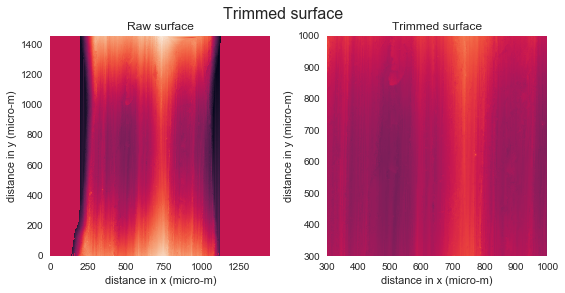 Trimmed surface
Raw surface
1400
1200
1000
800
600
400
200
0
0 250 500 750 1000 1250
distance in y (micro-m)
distance in x (micro-m)
Trimmed surface
1000
900
800
700
600
500
400
300
300 400 500 600 700 800 900 1000
distance in y (micro-m)
distance in x (micro-m)